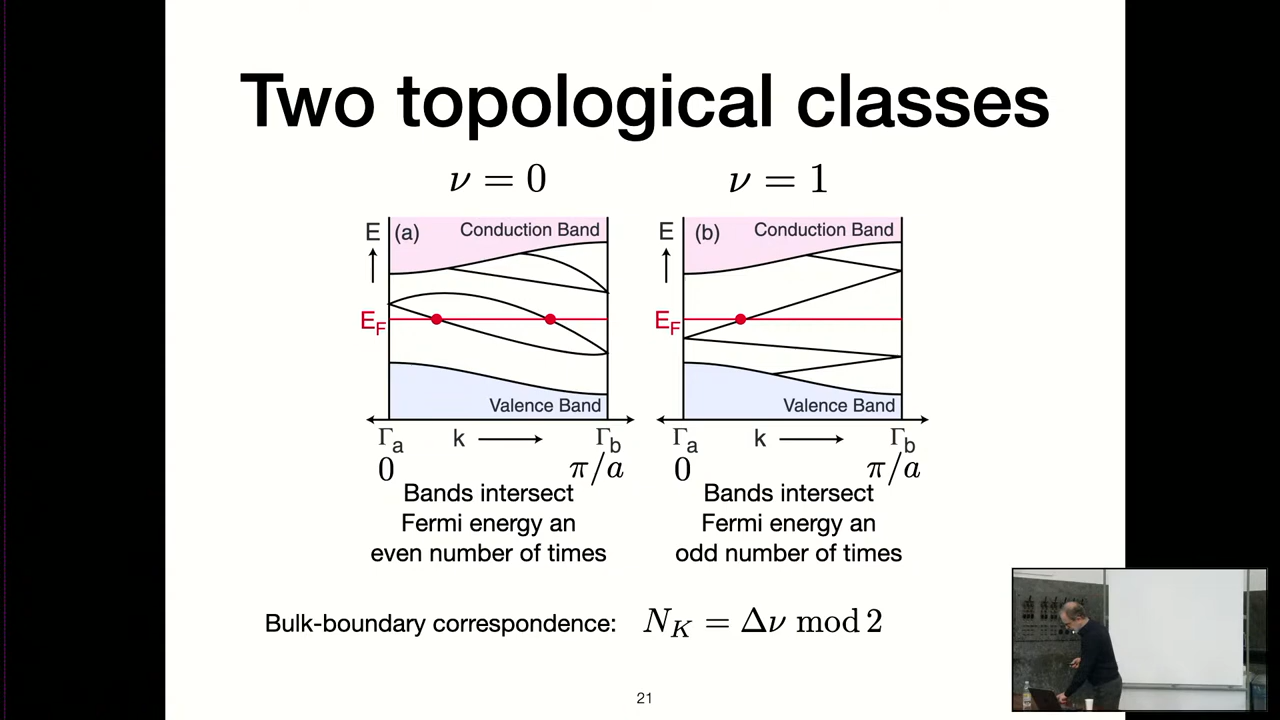 Two topological classes
ν = 0
ν = 1
E (a) Conduction Band
E_F
Valence Band
Γ_a k Γ_b
0 π/a
E (b) Conduction Band
E_F
Valence Band
Γ_a k Γ_b
0 π/a
Bands intersect
Fermi energy an
even number of times
Bands intersect
Fermi energy an
odd number of times
Bulk-boundary correspondence: N_K = Δν mod 2
21